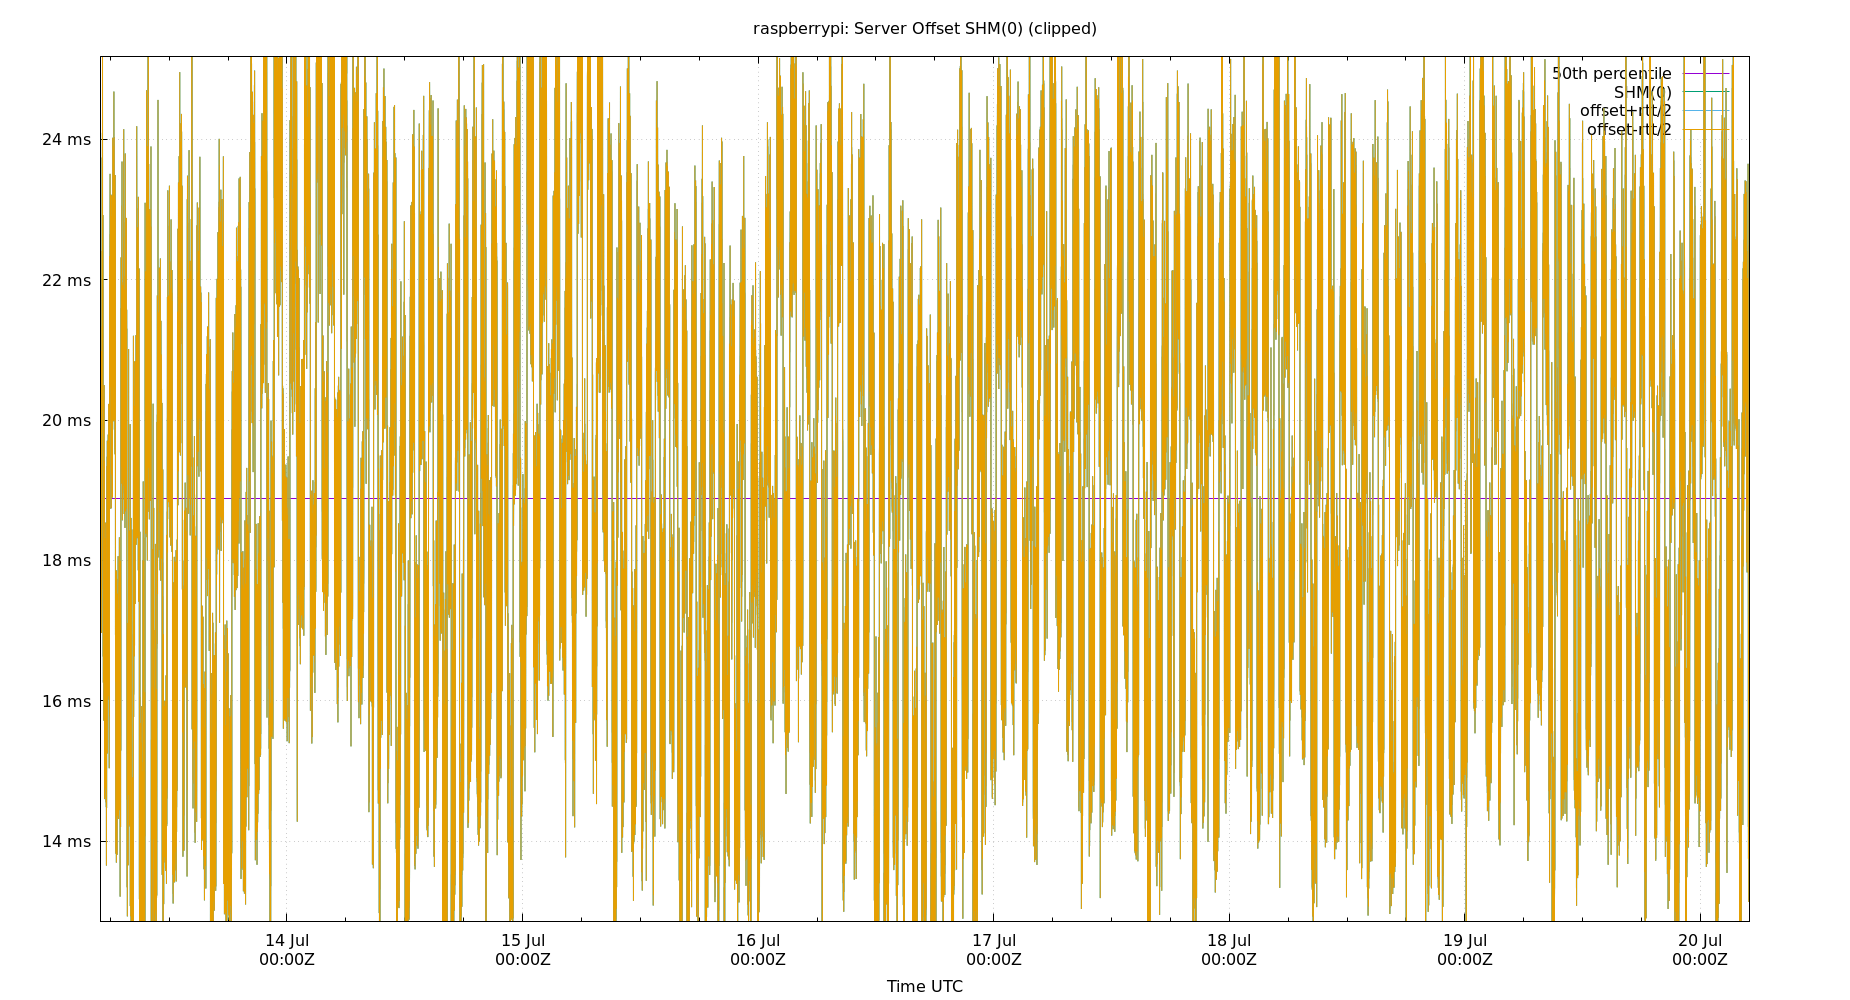 raspberrypi: Server Offset SHM(0) (clipped)
50th percentile
SHM(0)
offset+rtt/2
offset-rtt/2
24 ms
22 ms
20 ms
18 ms
16 ms
14 ms
14 Jul
00:00Z
15 Jul
00:00Z
16 Jul
00:00Z
17 Jul
00:00Z
18 Jul
00:00Z
19 Jul
00:00Z
20 Jul
00:00Z
Time UTC